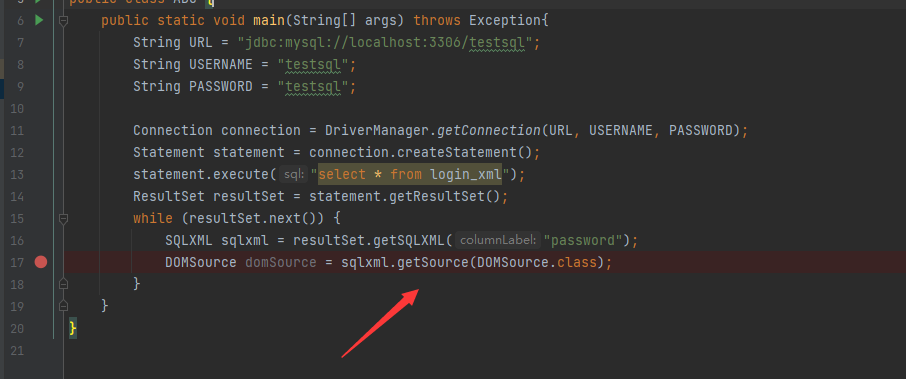 5 public class ABC {
6 public static void main(String[] args) throws Exception{
7 String URL = "jdbc:mysql://localhost:3306/testsql";
8 String USERNAME = "testsql";
9 String PASSWORD = "testsql";
10
11 Connection connection = DriverManager.getConnection(URL, USERNAME, PASSWORD);
12 Statement statement = connection.createStatement();
13 statement.execute( sql: "select * from login_xml");
14 ResultSet resultSet = statement.getResultSet();
15 while (resultSet.next()) {
16 SQLXML sqlxml = resultSet.getSQLXML( columnLabel: "password");
17 DOMSource domSource = sqlxml.getSource(DOMSource.class);
18 }
19 }
20 }
21